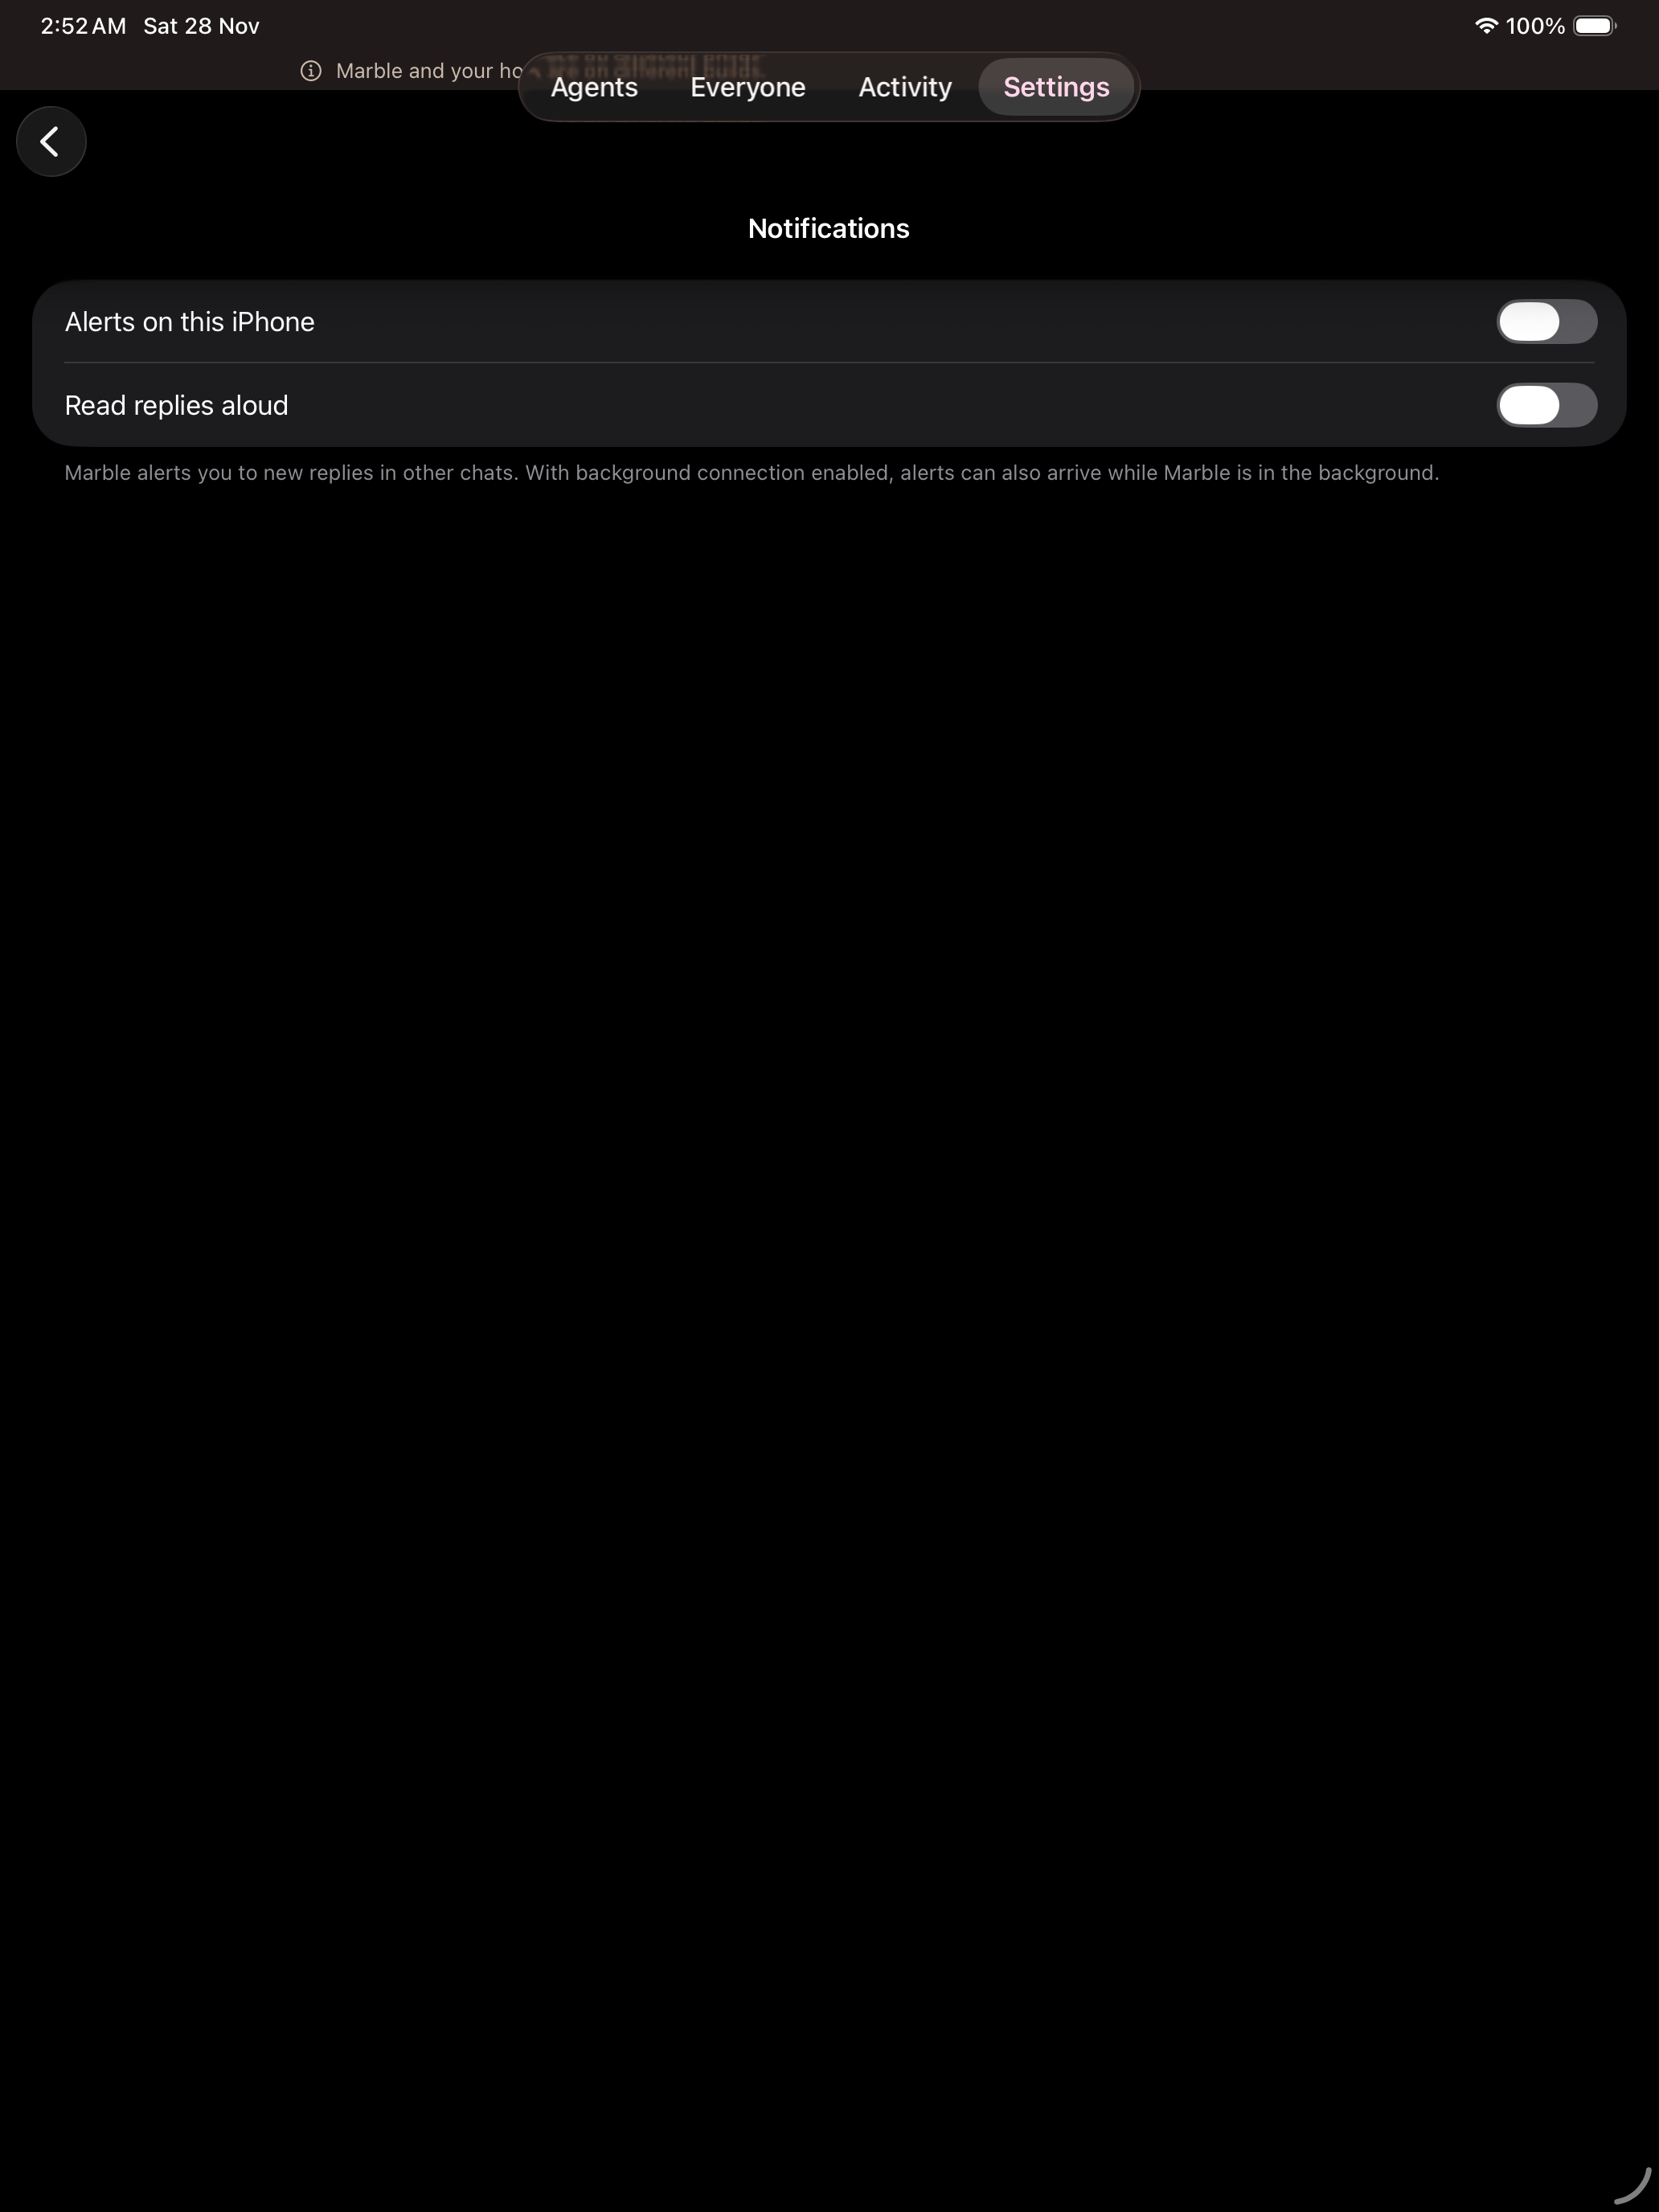 2:52 AM Sat 28 Nov
100%
Marble and your ho
Agents
Everyone
Activity
Settings
Notifications
Alerts on this iPhone
Read replies aloud
Marble alerts you to new replies in other chats. With background connection enabled, alerts can also arrive while Marble is in the background.